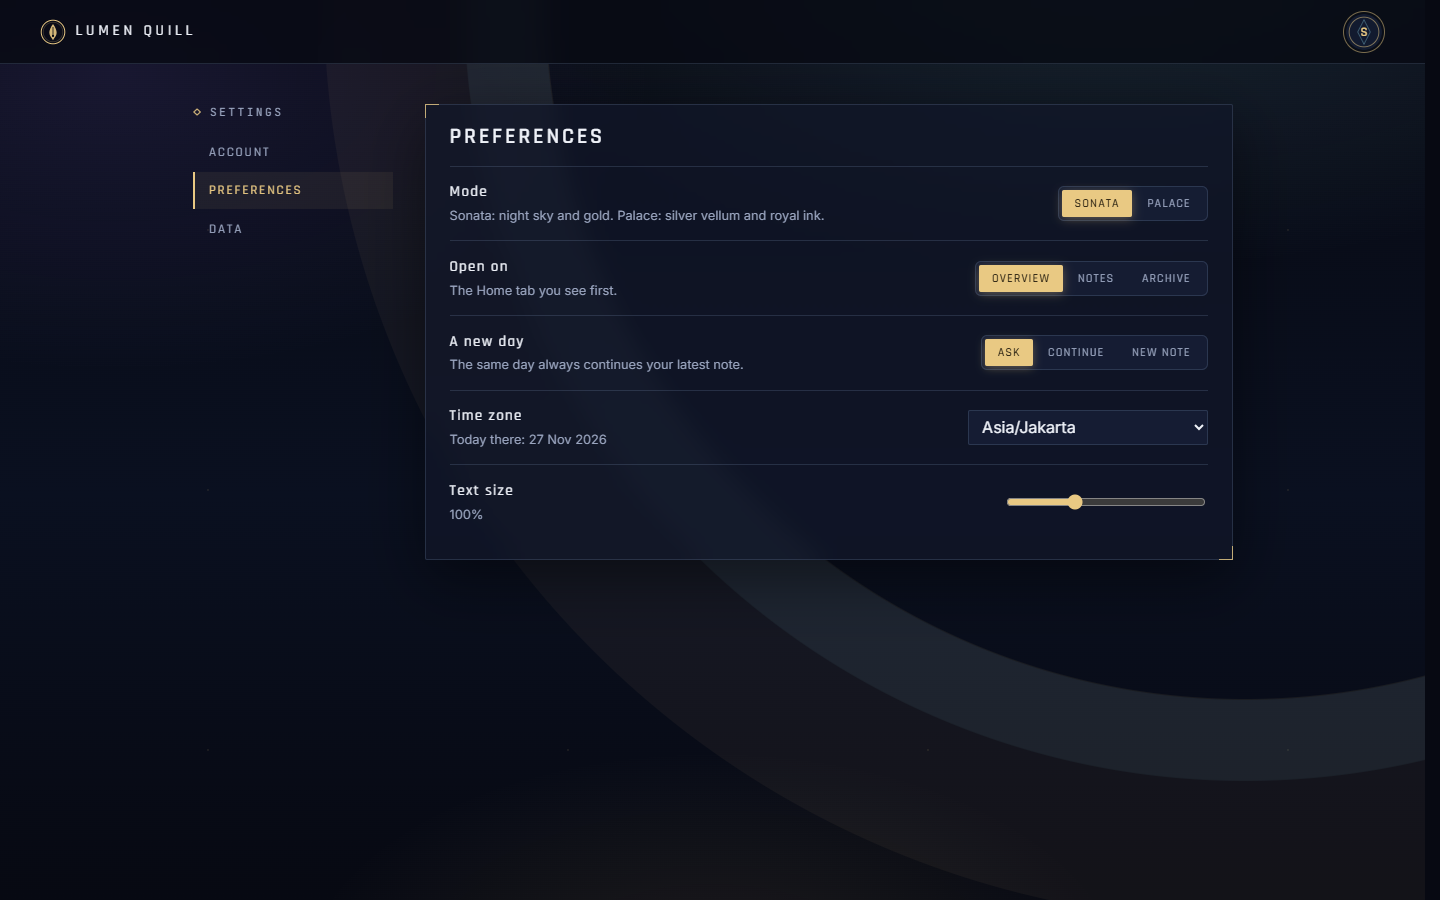 LUMEN QUILL
S
SETTINGS
ACCOUNT
PREFERENCES
DATA
PREFERENCES
Mode
Sonata: night sky and gold. Palace: silver vellum and royal ink.
SONATA PALACE
Open on
The Home tab you see first.
OVERVIEW NOTES ARCHIVE
A new day
The same day always continues your latest note.
ASK CONTINUE NEW NOTE
Time zone
Today there: 27 Nov 2026
Asia/Jakarta
Text size
100%